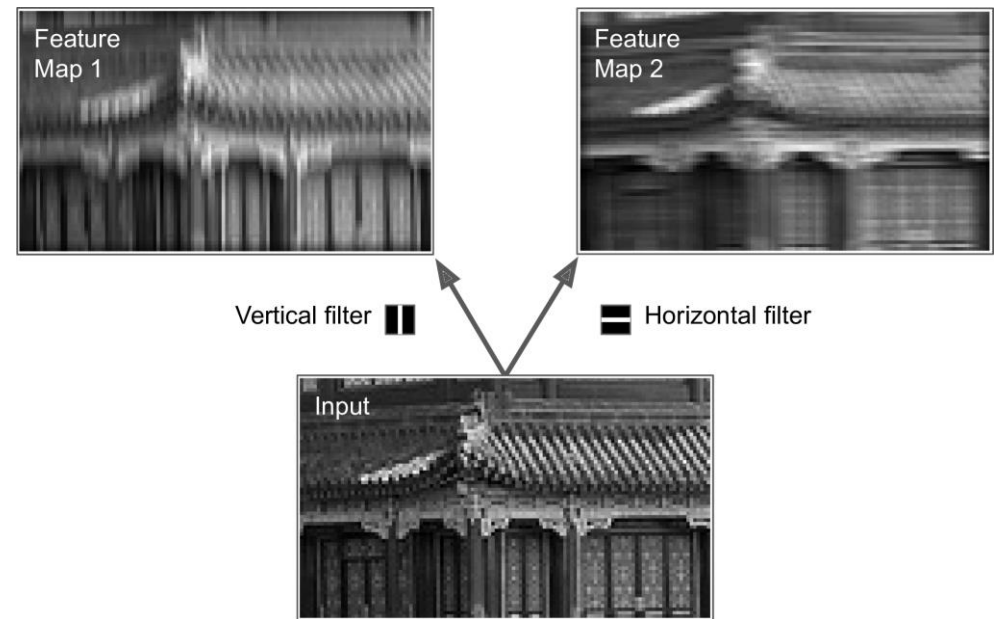 Feature
Map 1
Feature
Map 2
Vertical filter
Horizontal filter
Input